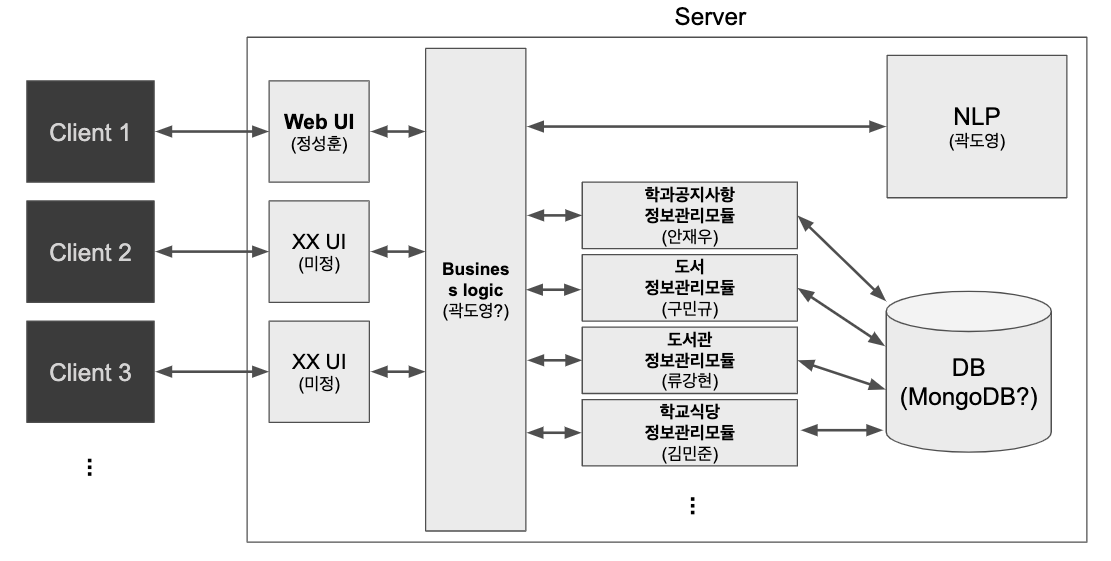 Server
Client 1
Web UI
(정성훈)
NLP
(곽도영)
학과공지사항
정보관리모듈
(안재우)
Client 2
XX UI
(미정)
Busines
s logic
(곽도영?)
도서
정보관리모듈
(구민규)
Client 3
XX UI
(미정)
도서관
정보관리모듈
(류강현)
DB
(MongoDB?)
학교식당
정보관리모듈
(김민준)